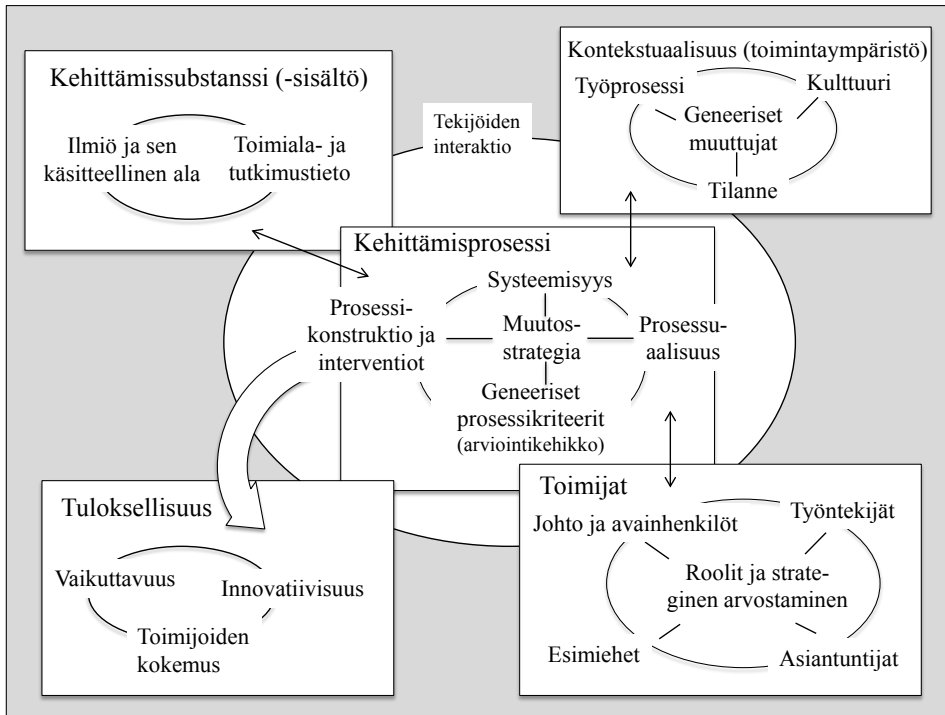 Kehittämissubstanssi (-sisältö)
Ilmiö ja sen
käsitteellinen ala
Toimiala- ja
tutkimustieto
Tekijöiden
interaktio
Kontekstuaalisuus (toimintaympäristö)
Työprosessi
Kulttuuri
Geneeriset
muuttujat
Tilanne
Kehittämisprosessi
Systeemisyys
Prosessi-
konstruktio ja
interventiot
Muutos-
strategia
Prosessu-
aalisuus
Geneeriset
prosessikriteerit
(arviointikehikko)
Tuloksellisuus
Vaikuttavuus
Innovatiivisuus
Toimijoiden
kokemus
Toimijat
Johto ja avainhenkilöt
Työntekijät
Roolit ja strate-
ginen arvostaminen
Esimiehet
Asiantuntijat